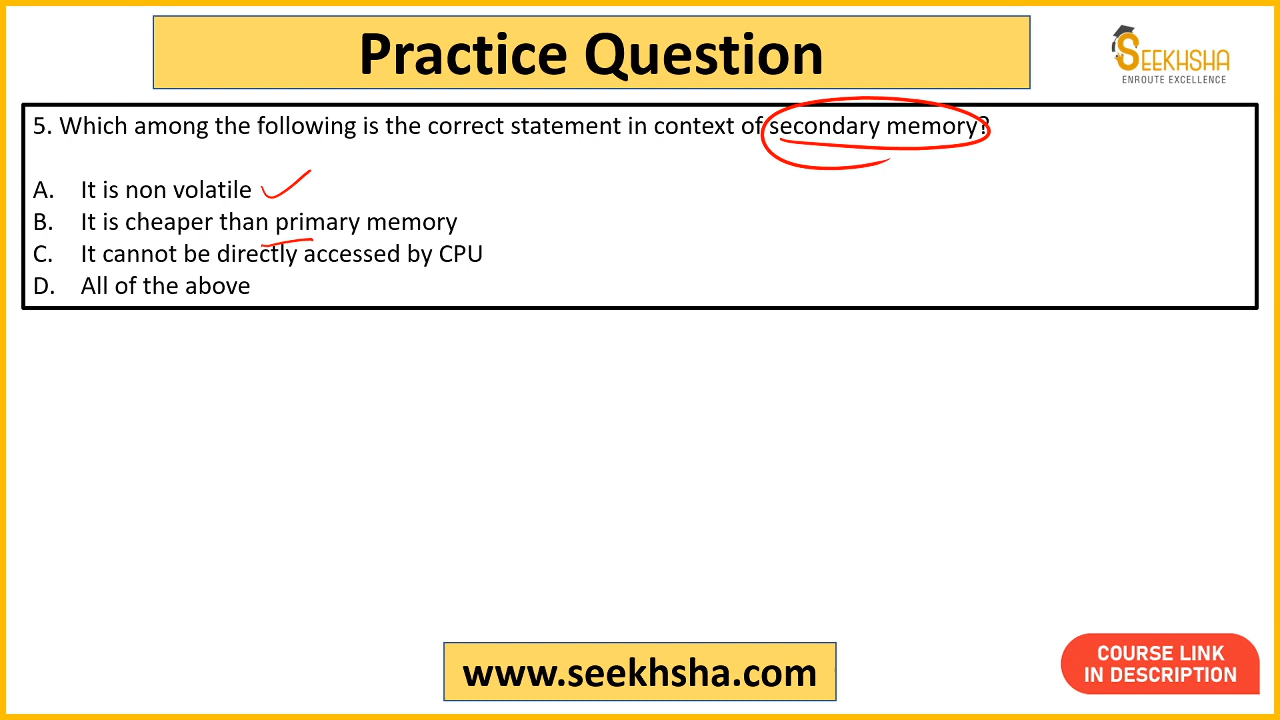 Practice Question
SEEKHSHA
ENROUTE EXCELLENCE
5. Which among the following is the correct statement in context of secondary memory?
A. It is non volatile
B. It is cheaper than primary memory
C. It cannot be directly accessed by CPU
D. All of the above
www.seekhsha.com
COURSE LINK
IN DESCRIPTION